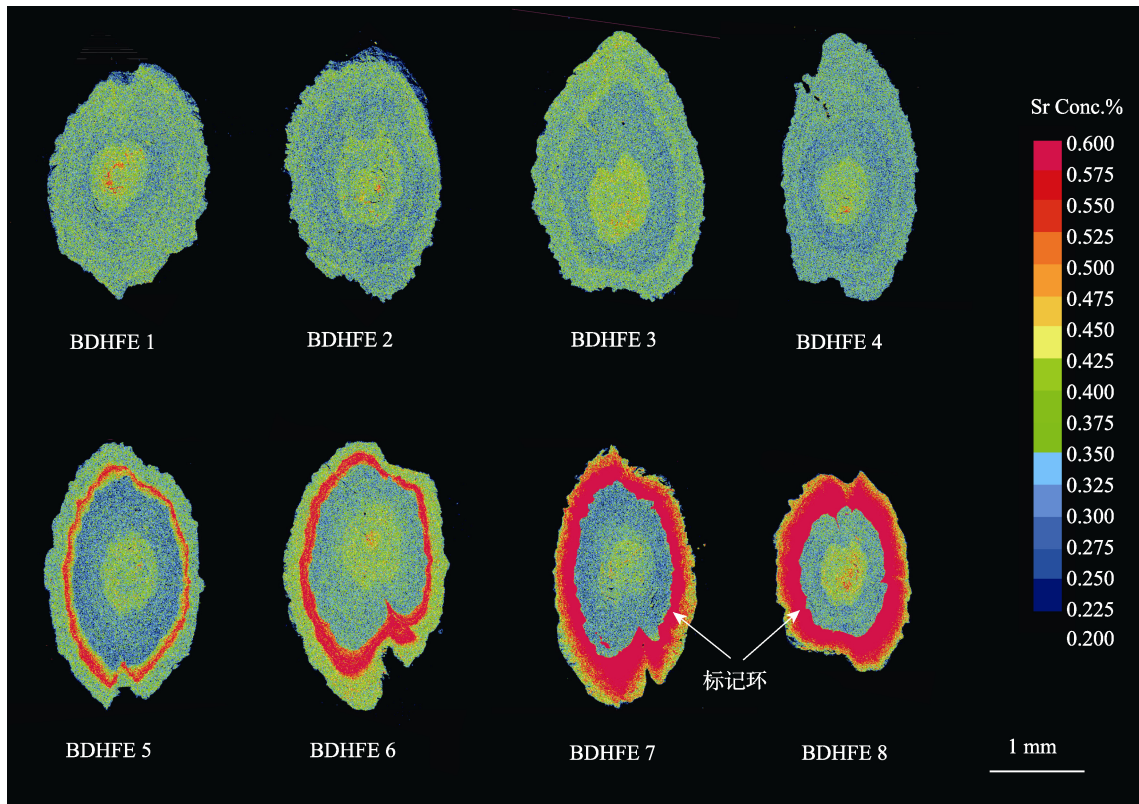 Sr Conc.%
0.600
0.575
0.550
0.525
0.500
0.475
0.450
0.425
0.400
0.375
0.350
0.325
0.300
0.275
0.250
0.225
0.200
BDHFE 1
BDHFE 2
BDHFE 3
BDHFE 4
标记环
BDHFE 5
BDHFE 6
BDHFE 7
BDHFE 8
1 mm